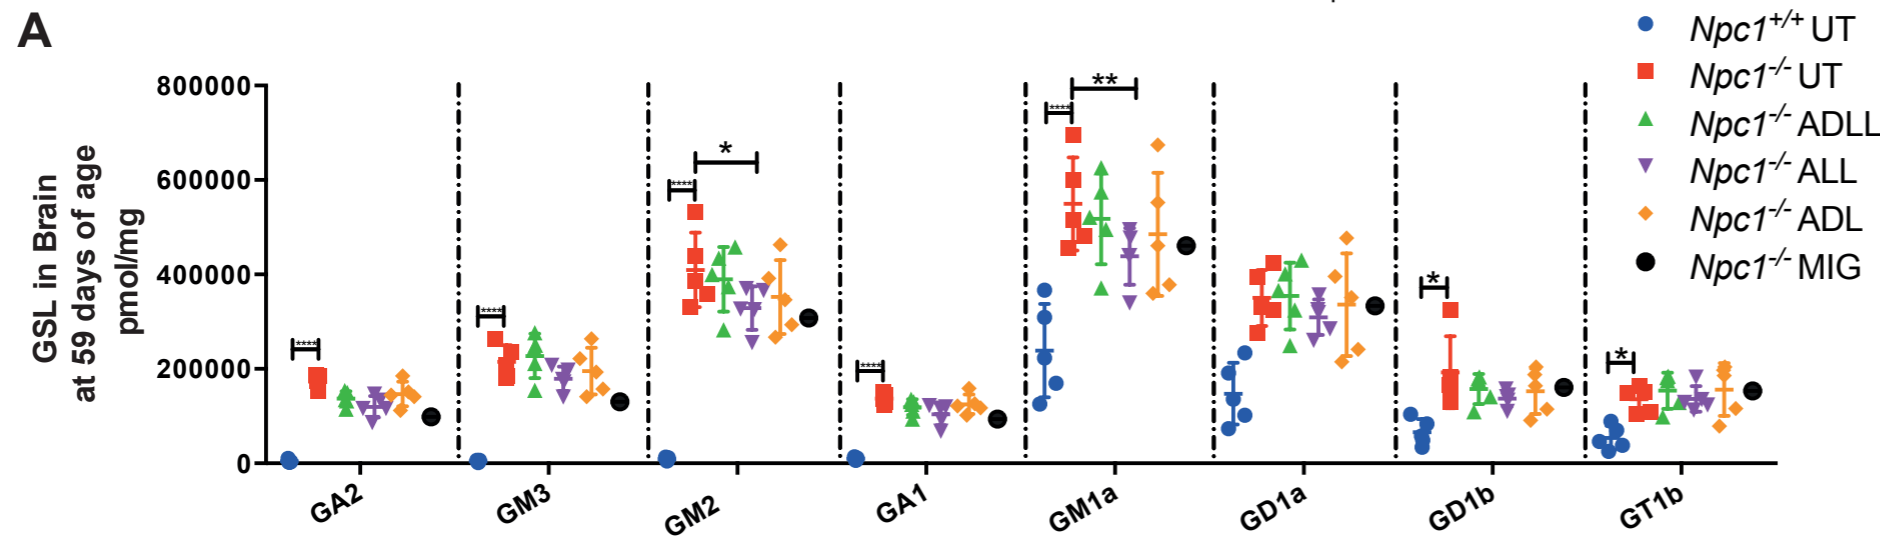 A
Npc1+/+ UT
Npc1-/- UT
Npc1-/- ADLL
Npc1-/- ALL
Npc1-/- ADL
Npc1-/- MIG
GSL in Brain
at 59 days of age
pmol/mg
800000
600000
400000
200000
0
****
****
****
*
****
****
**
*
*
GA2
GM3
GM2
GA1
GM1a
GD1a
GD1b
GT1b